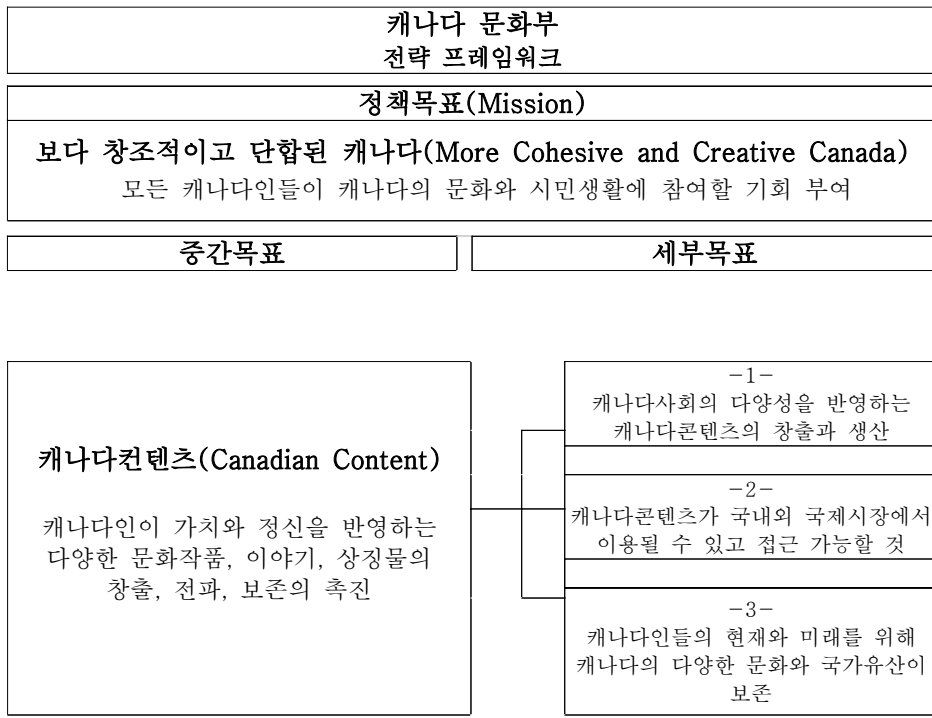 캐나다 문화부
전략 프레임워크
정책목표(Mission)
보다 창조적이고 단합된 캐나다(More Cohesive and Creative Canada)
모든 캐나다인들이 캐나다의 문화와 시민생활에 참여할 기회 부여
중간목표
세부목표
캐나다컨텐츠(Canadian Content)
캐나다인이 가치와 정신을 반영하는
다양한 문화작품, 이야기, 상징물의
창출, 전파, 보존의 촉진
-1-
캐나다사회의 다양성을 반영하는
캐나다콘텐츠의 창출과 생산
-2-
캐나다콘텐츠가 국내외 국제시장에서
이용될 수 있고 접근 가능할 것
-3-
캐나다인들의 현재와 미래를 위해
캐나다의 다양한 문화와 국가유산이
보존